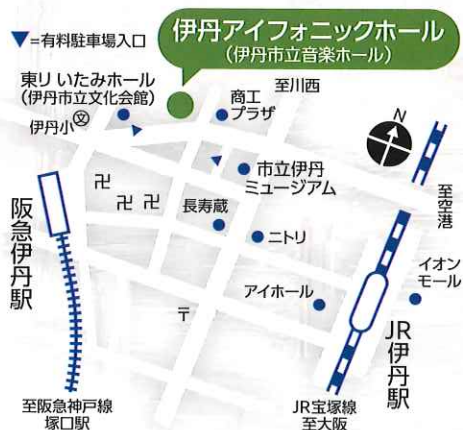 ▼=有料駐車場入口
伊丹アイフォニックホール
(伊丹市立音楽ホール)
東リ いたみホール
(伊丹市立文化会館)
伊丹小
文
商工
プラザ
至川西
N
市立伊丹
ミュージアム
至空港
卍
卍
卍
長寿蔵
ニトリ
阪急伊丹駅
〒
アイホール
イオン
モール
JR伊丹駅
至阪急神戸線
塚口駅
JR宝塚線
至大阪